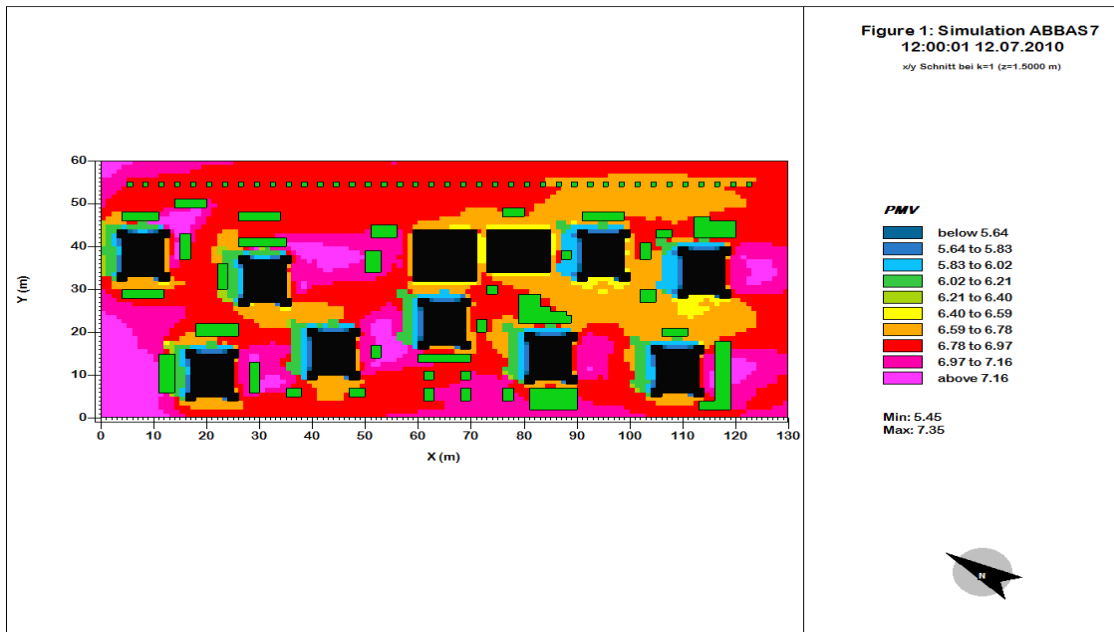 Figure 1: Simulation ABBAS7
12:00:01 12.07.2010
x/y Schnitt bei k=1 (z=1.5000 m)
60
50
40
30
20
10
0
Y (m)
0 10 20 30 40 50 60 70 80 90 100 110 120 130
X (m)
PMV
below 5.64
5.64 to 5.83
5.83 to 6.02
6.02 to 6.21
6.21 to 6.40
6.40 to 6.59
6.59 to 6.78
6.78 to 6.97
6.97 to 7.16
above 7.16
Min: 5.45
Max: 7.35
N